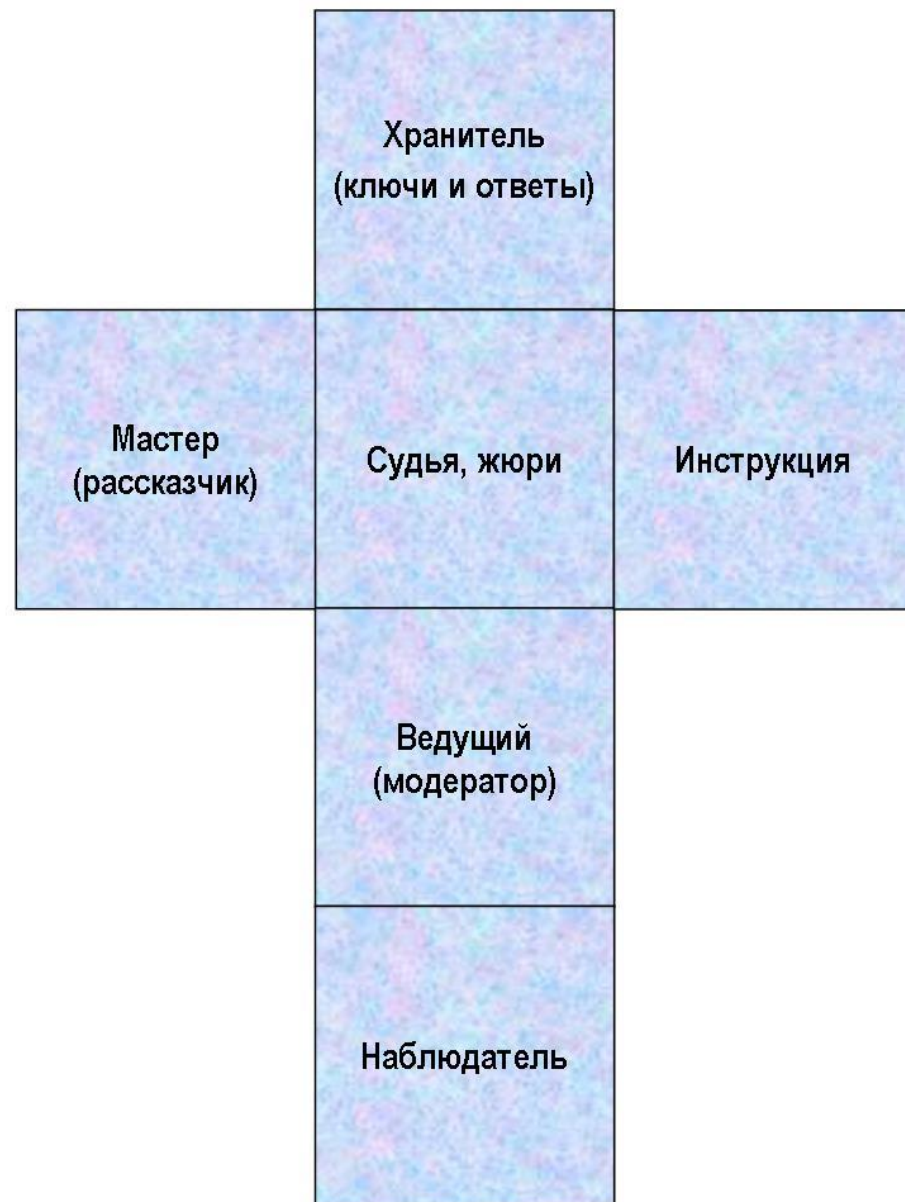 Хранитель
(ключи и ответы)
Мастер
(рассказчик)
Судья, жюри
Инструкция
Ведущий
(модератор)
Наблюдатель